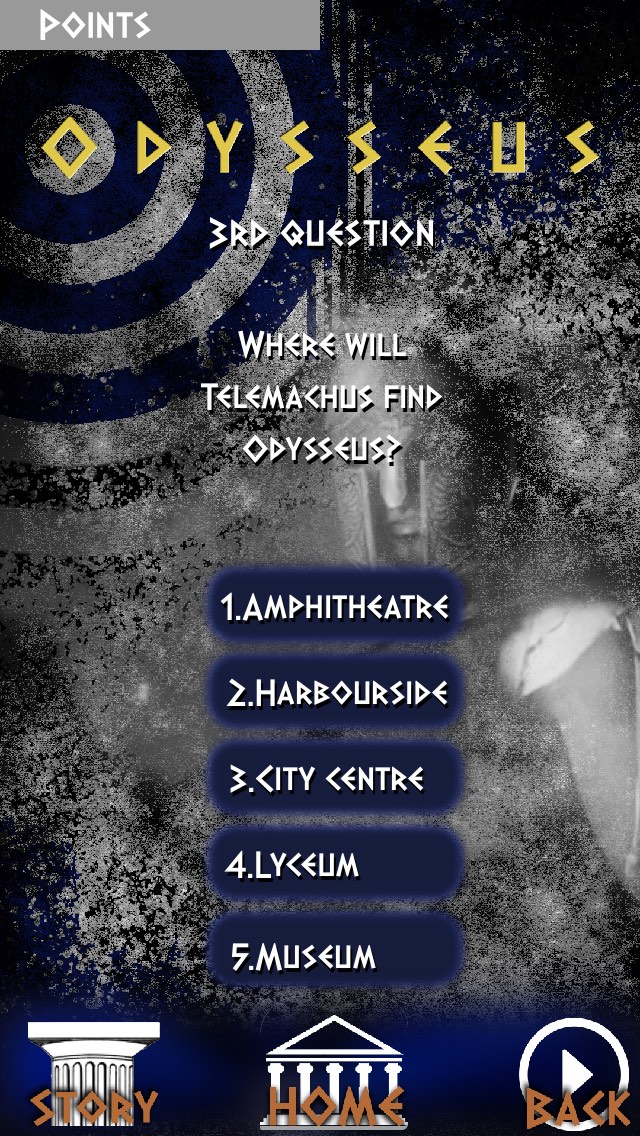 Points
Odysseus
3rd question
Where will
Telemachus find
Odysseus?
1.Amphitheatre
2.Harbourside
3.City centre
4.Lyceum
5.Museum
Story
Home
Back